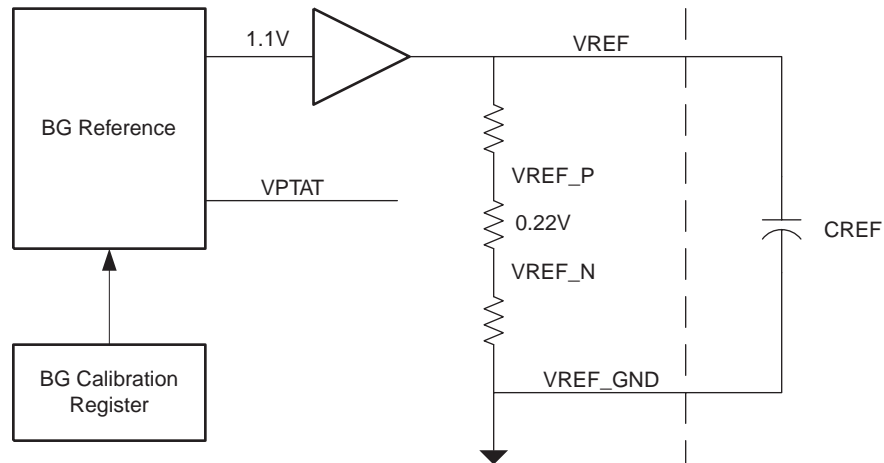 1.1V
VREF
BG Reference
VREF_P
VPTAT
0.22V
CREF
VREF_N
BG Calibration
Register
VREF_GND